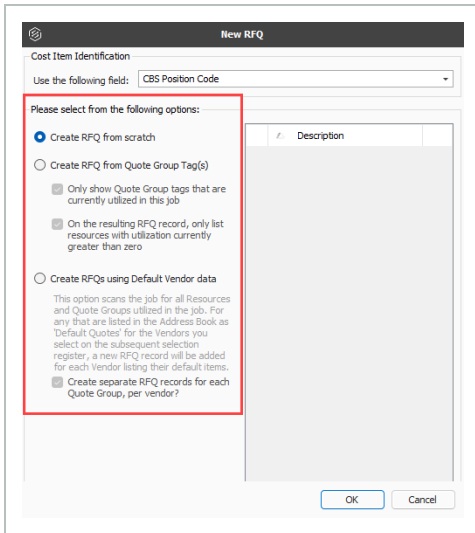 New RFQ
Cost Item Identification
Use the following field: CBS Position Code
Please select from the following options:
Create RFQ from scratch
Description
Create RFQ from Quote Group Tag(s)
Only show Quote Group tags that are
currently utilized in this job
On the resulting RFQ record, only list
resources with utilization currently
greater than zero
Create RFQs using Default Vendor data
This option scans the job for all Resources
and Quote Groups utilized in the job. For
any that are listed in the Address Book as
'Default Quotes' for the Vendors you
select on the subsequent selection
register, a new RFQ record will be added
for each Vendor listing their default items.
Create separate RFQ records for each
Quote Group, per vendor?
OK Cancel